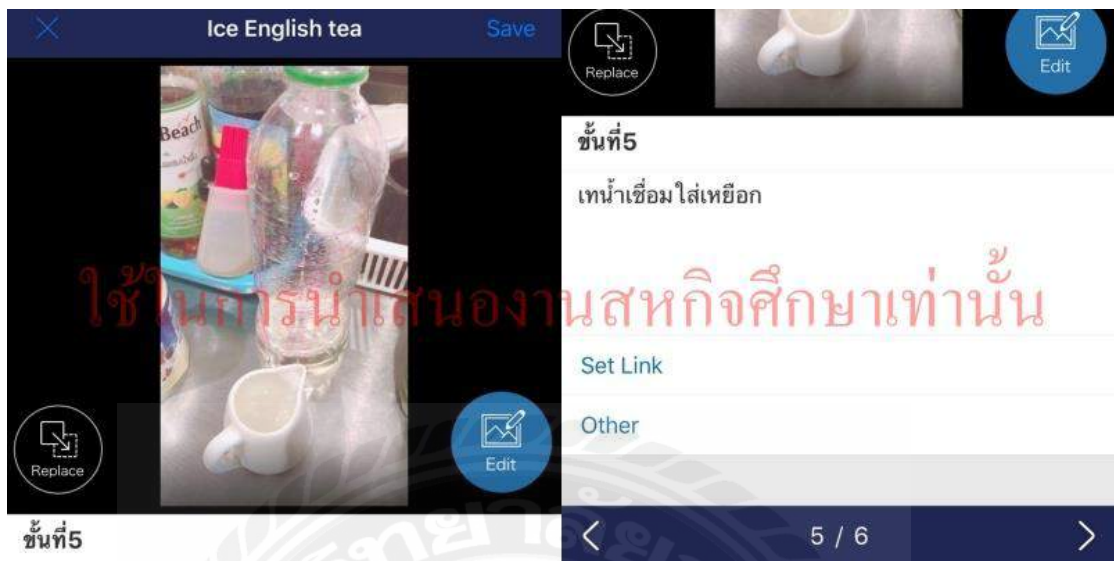 Ice English tea
Save
Beach
Replace
Edit
ขั้นที่5
Replace
Edit
ขั้นที่5
เทน้ำเชื่อมใส่เหยือก
ใช้ในการนำเสนองานสหกิจศึกษาเท่านั้น
Set Link
Other
5 / 6